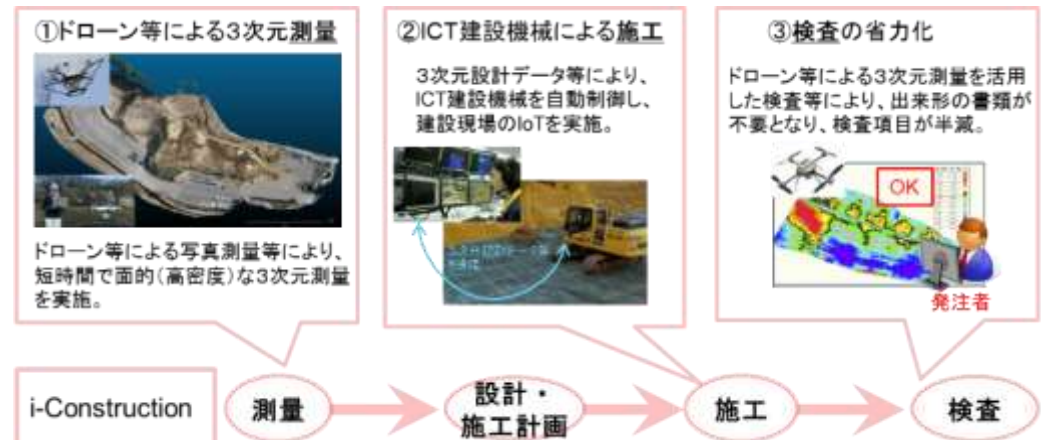 ①ドローン等による3次元測量
ドローン等による写真測量等により、
短時間で面的(高密度)な3次元測量
を実施。
②ICT建設機械による施工
3次元設計データ等により、
ICT建設機械を自動制御し、
建設現場のIoTを実施。
③検査の省力化
ドローン等による3次元測量を活用
した検査等により、出来形の書類が
不要となり、検査項目が半減。
OK
発注者
i-Construction
測量
設計・
施工計画
施工
検査